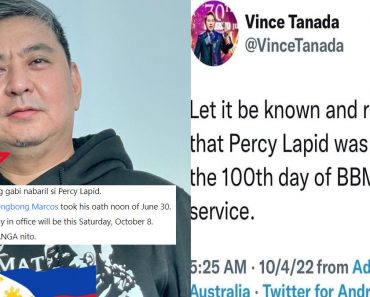 g gabi nabaril si Percy Lapid.
ngbong Marcos took his oath noon of June 30.
y in office will be this Saturday, October 8.
NGA nito.
MAT
30
Vince Tanada
@VinceTanada
Let it be known and r
that Percy Lapid was
the 100th day of BBM
service.
5:25 AM · 10/4/22 from Ad
Australia · Twitter for Andr